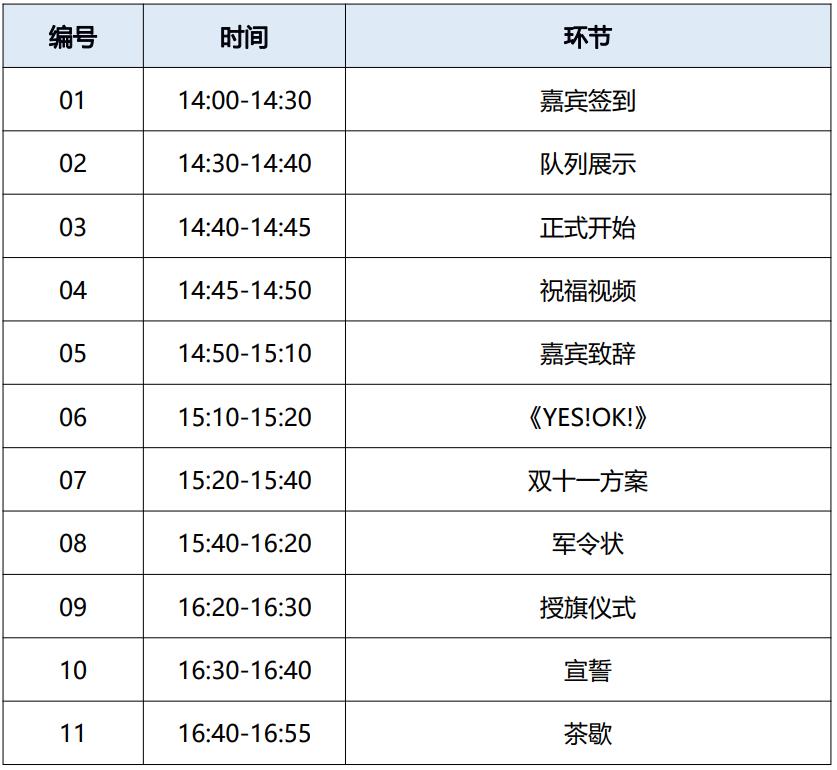 编号 时间 环节
01 14:00-14:30 嘉宾签到
02 14:30-14:40 队列展示
03 14:40-14:45 正式开始
04 14:45-14:50 祝福视频
05 14:50-15:10 嘉宾致辞
06 15:10-15:20 《YES!OK!》
07 15:20-15:40 双十一方案
08 15:40-16:20 军令状
09 16:20-16:30 授旗仪式
10 16:30-16:40 宣誓
11 16:40-16:55 茶歇